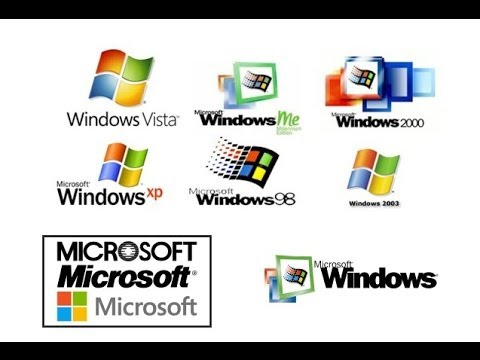 Windows Vista™
Microsoft®
Windows Me
Millennium
Edition
Microsoft
Windows 2000
Microsoft®
Windows xp
Microsoft
Windows 98
Windows 2003
MICROSOFT
Microsoft®
Microsoft
Microsoft®
Windows®